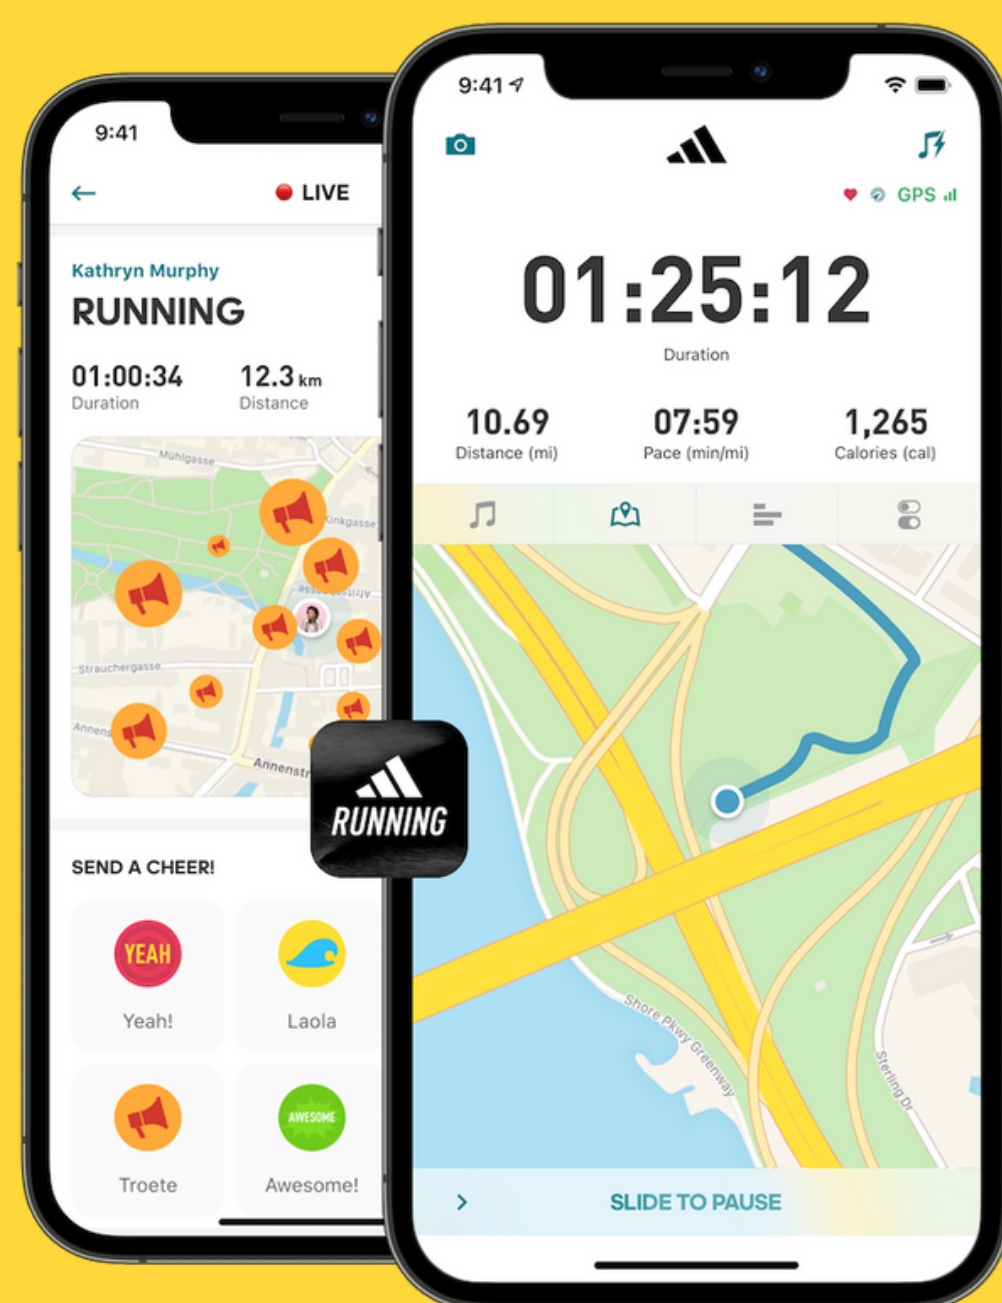 9:41
LIVE
Kathryn Murphy
RUNNING
01:00:34
12.3 km
Duration
Distance
Mühlgasse
Strauchergasse
SEND A CHEER!
YEAH
Yeah!
Laola
Troete
AWESOME
Awesome!
RUNNING
9:41
GPS
01:25:12
Duration
10.69
07:59
1,265
Distance (mi)
Pace (min/mi)
Calories (cal)
Shore Pkwy Greenway
Sterling Dr
SLIDE TO PAUSE